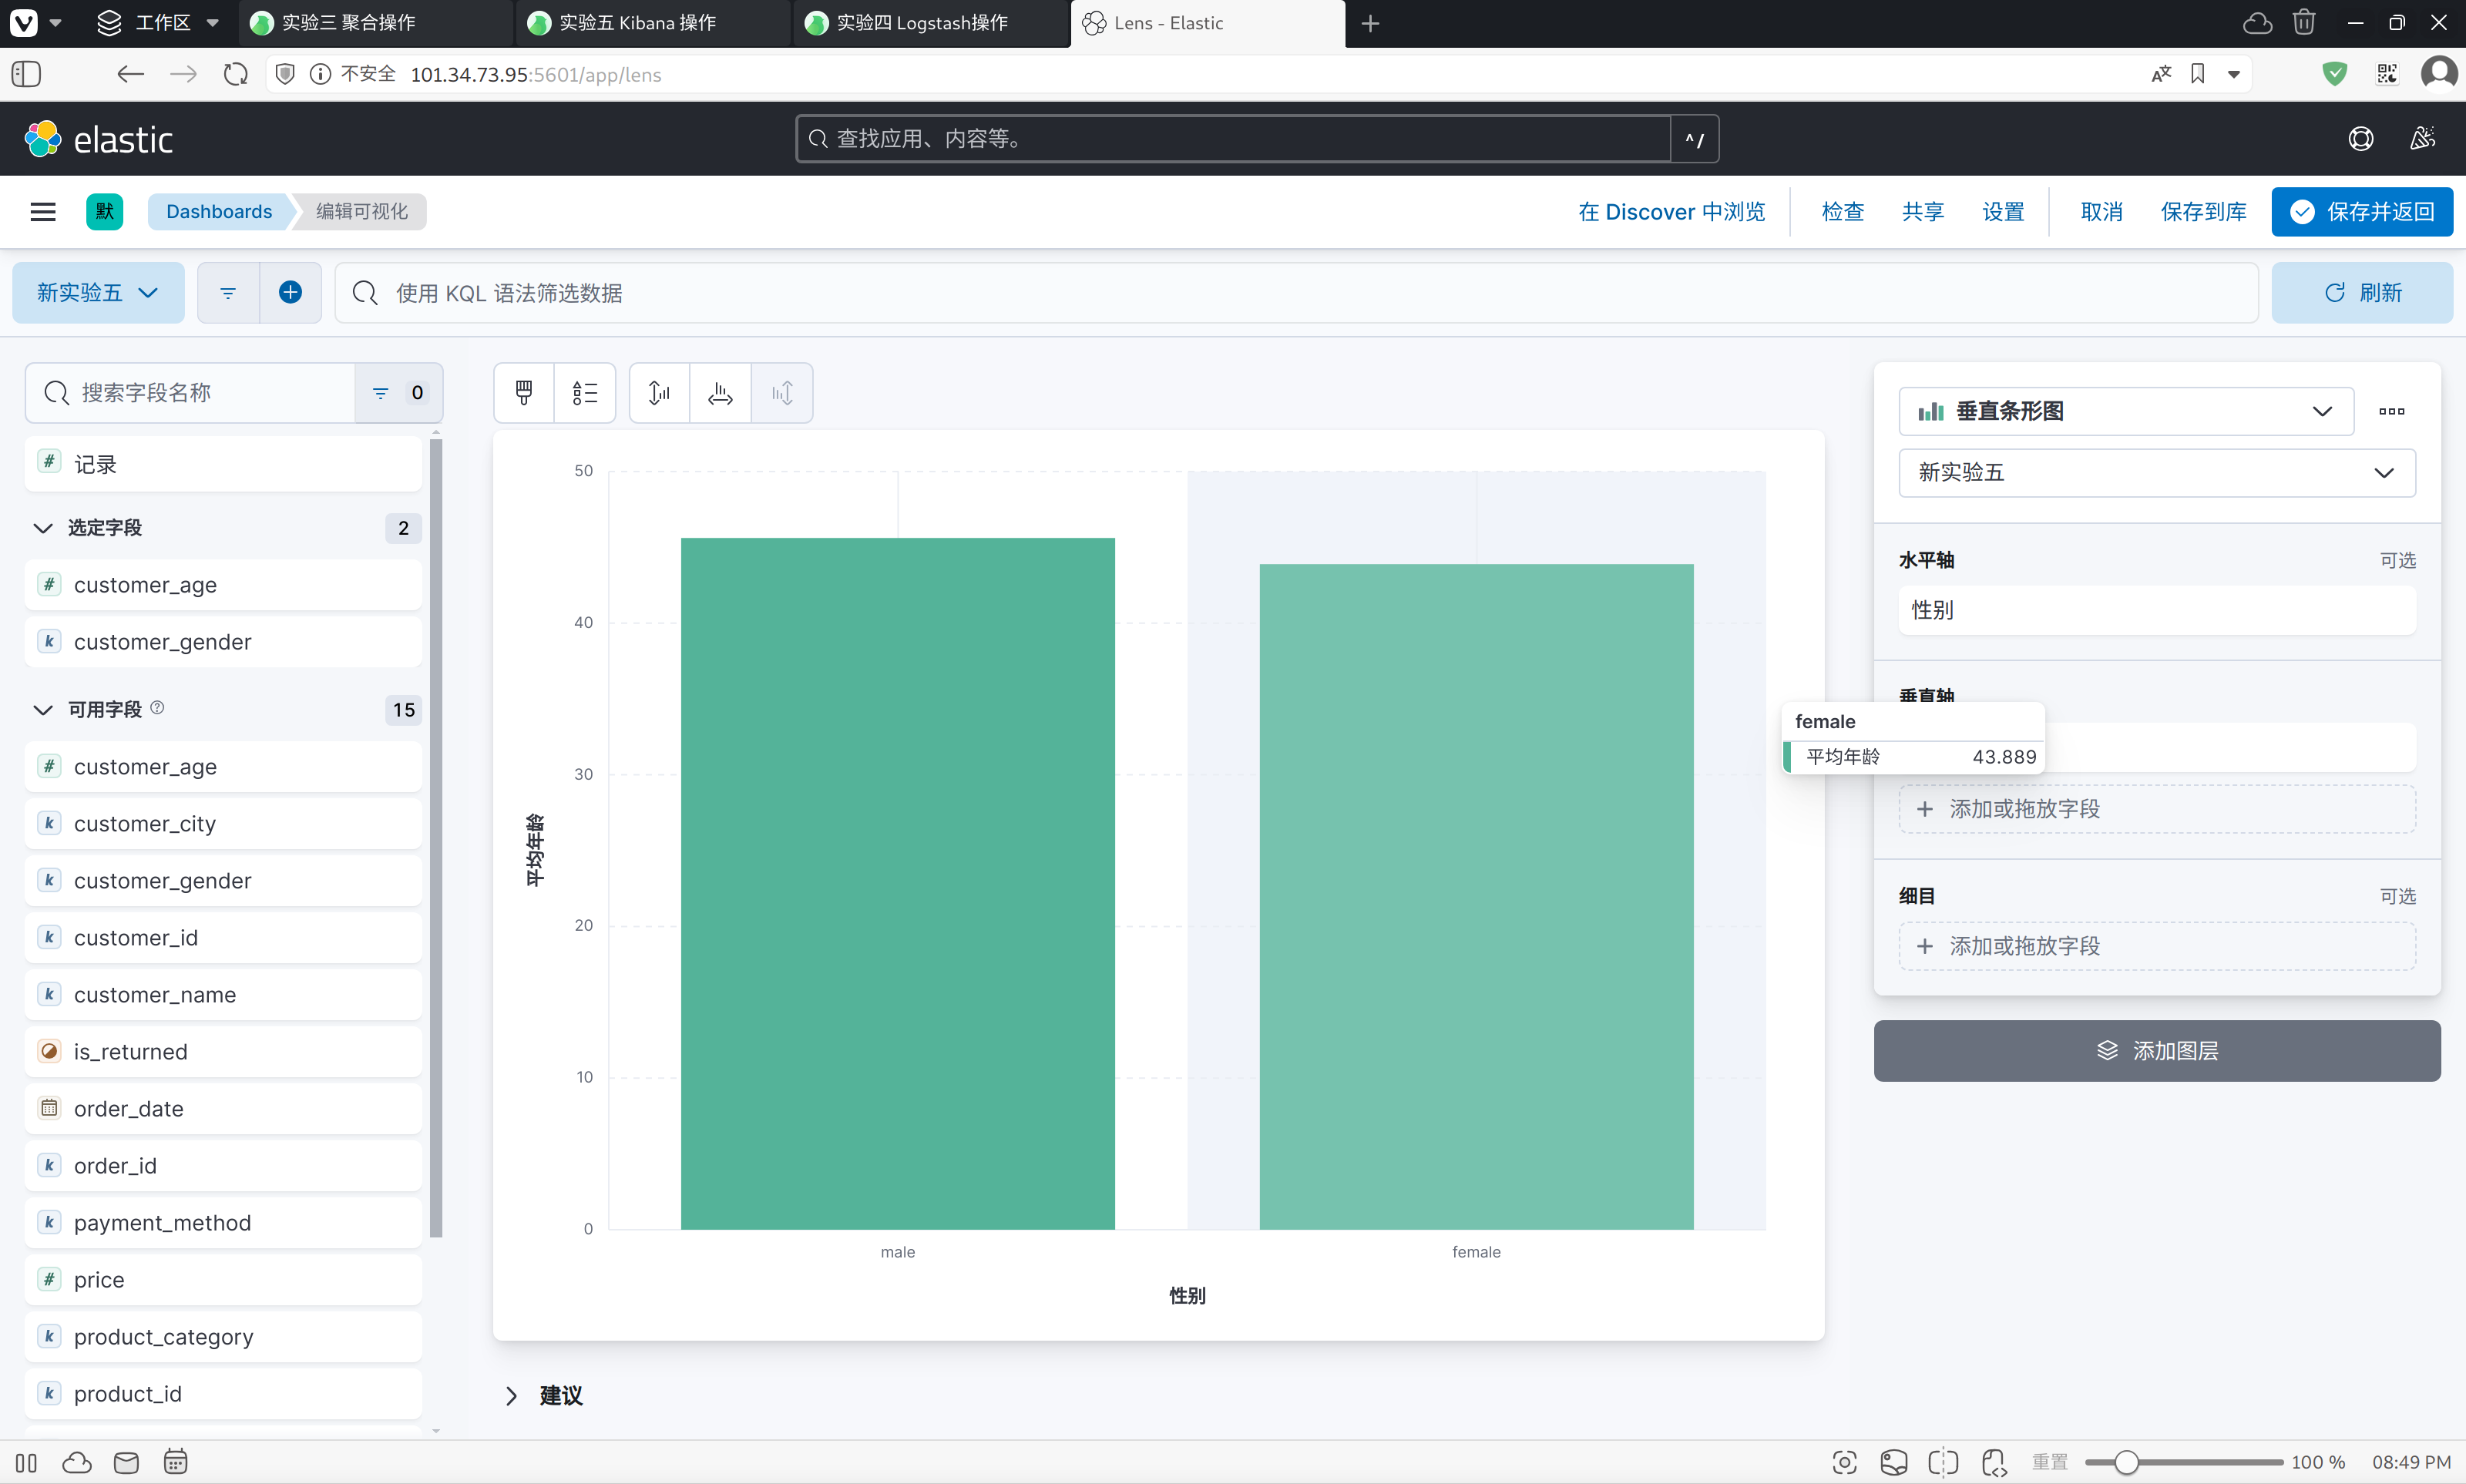 工作区
实验三 聚合操作
实验五 Kibana 操作
实验四 Logstash操作
Lens - Elastic
不安全 101.34.73.95:5601/app/lens
elastic
查找应用、内容等。
^/
默
Dashboards
编辑可视化
在 Discover 中浏览
检查
共享
设置
取消
保存到库
保存并返回
新实验五
使用 KQL 语法筛选数据
刷新
搜索字段名称
0
# 记录
选定字段 2
# customer_age
k customer_gender
可用字段 15
# customer_age
k customer_city
k customer_gender
k customer_id
k customer_name
is_returned
order_date
k order_id
k payment_method
# price
k product_category
k product_id
50
40
30
20
10
0
平均年龄
male
female
性别
建议
垂直条形图
新实验五
水平轴 可选
性别
垂直轴
female
平均年龄 43.889
添加或拖放字段
细目 可选
添加或拖放字段
添加图层
重置
100 %
08:49 PM